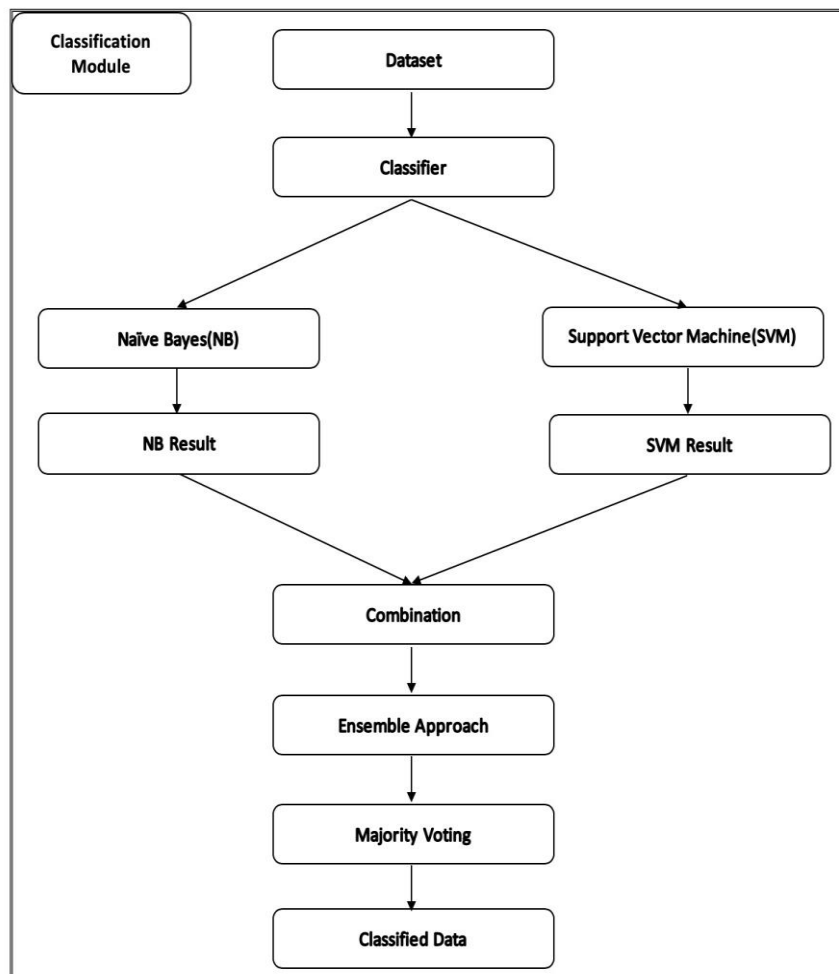 Classification
Module
Dataset
Classifier
Naïve Bayes(NB)
Support Vector Machine(SVM)
NB Result
SVM Result
Combination
Ensemble Approach
Majority Voting
Classified Data